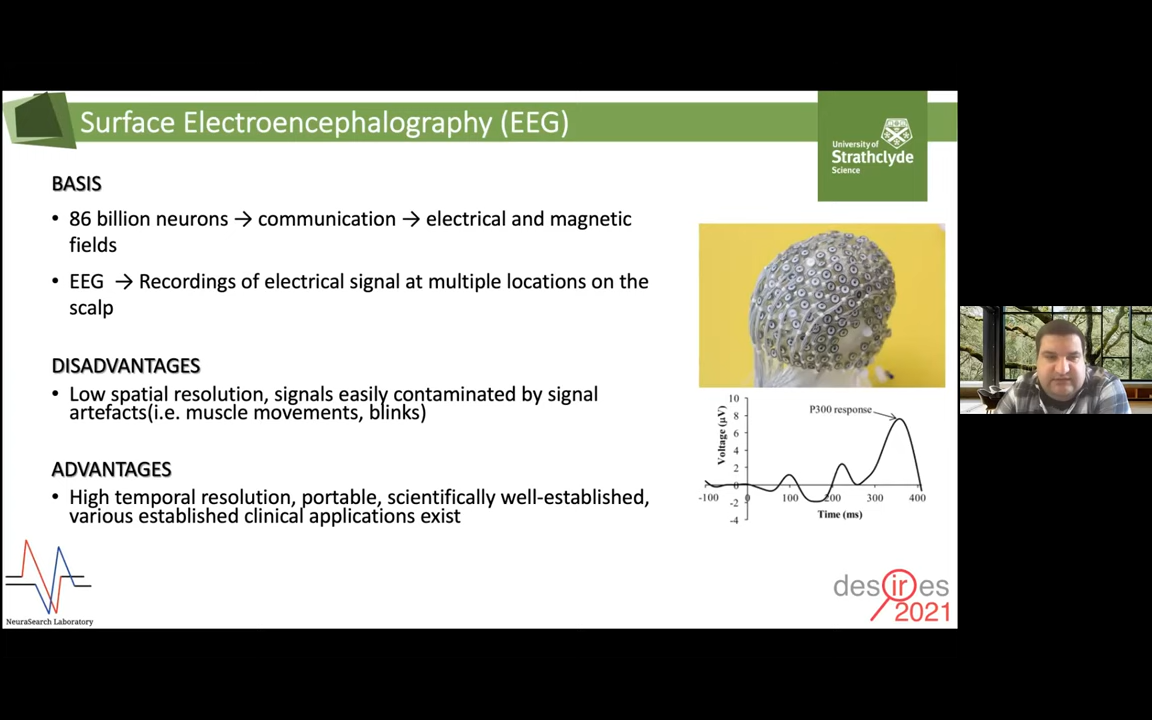 Surface Electroencephalography (EEG)
University of
Strathclyde
Science
BASIS
• 86 billion neurons → communication → electrical and magnetic
fields
• EEG → Recordings of electrical signal at multiple locations on the
scalp
DISADVANTAGES
• Low spatial resolution, signals easily contaminated by signal
artefacts(i.e. muscle movements, blinks)
ADVANTAGES
• High temporal resolution, portable, scientifically well-established,
various established clinical applications exist
P300 response
Voltage (μV)
10
8
6
4
2
0
-2
-4
-100 0 100 200 300 400
Time (ms)
NeuraSearch Laboratory
desires
2021